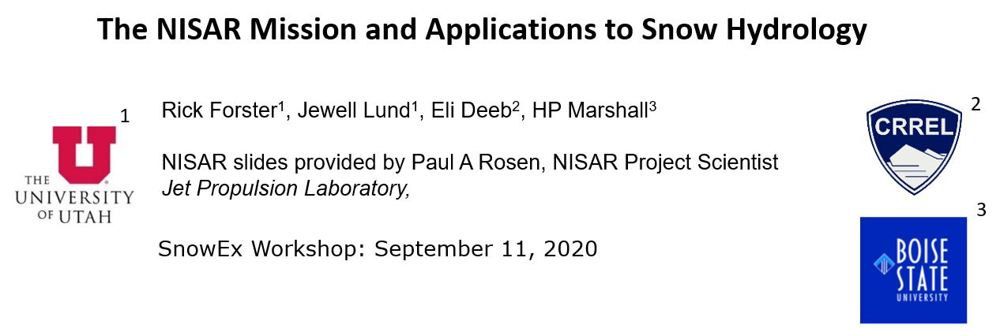 The NISAR Mission and Applications to Snow Hydrology
Rick Forster¹, Jewell Lund¹, Eli Deeb², HP Marshall³
NISAR slides provided by Paul A Rosen, NISAR Project Scientist
Jet Propulsion Laboratory,
SnowEx Workshop: September 11, 2020
1
U
THE
UNIVERSITY
OF UTAH
2
CRREL
3
BOISE
STATE
UNIVERSITY